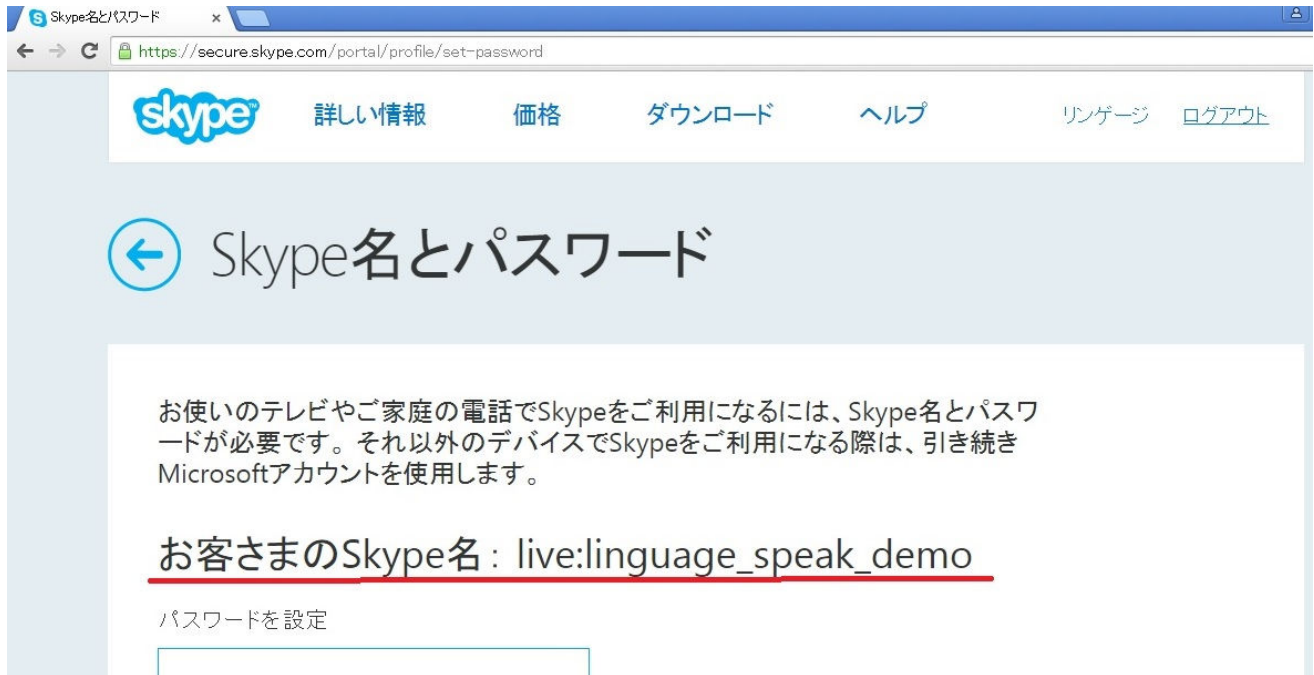 Skype名とパスワード
https://secure.skype.com/portal/profile/set-password
skype 詳しい情報 価格 ダウンロード ヘルプ リンゲージ ログアウト
Skype名とパスワード
お使いのテレビやご家庭の電話でSkypeをご利用になるには、Skype名とパスワ
ードが必要です。それ以外のデバイスでSkypeをご利用になる際は、引き続き
Microsoftアカウントを使用します。
お客さまのSkype名 : live:linguage_speak_demo
パスワードを設定